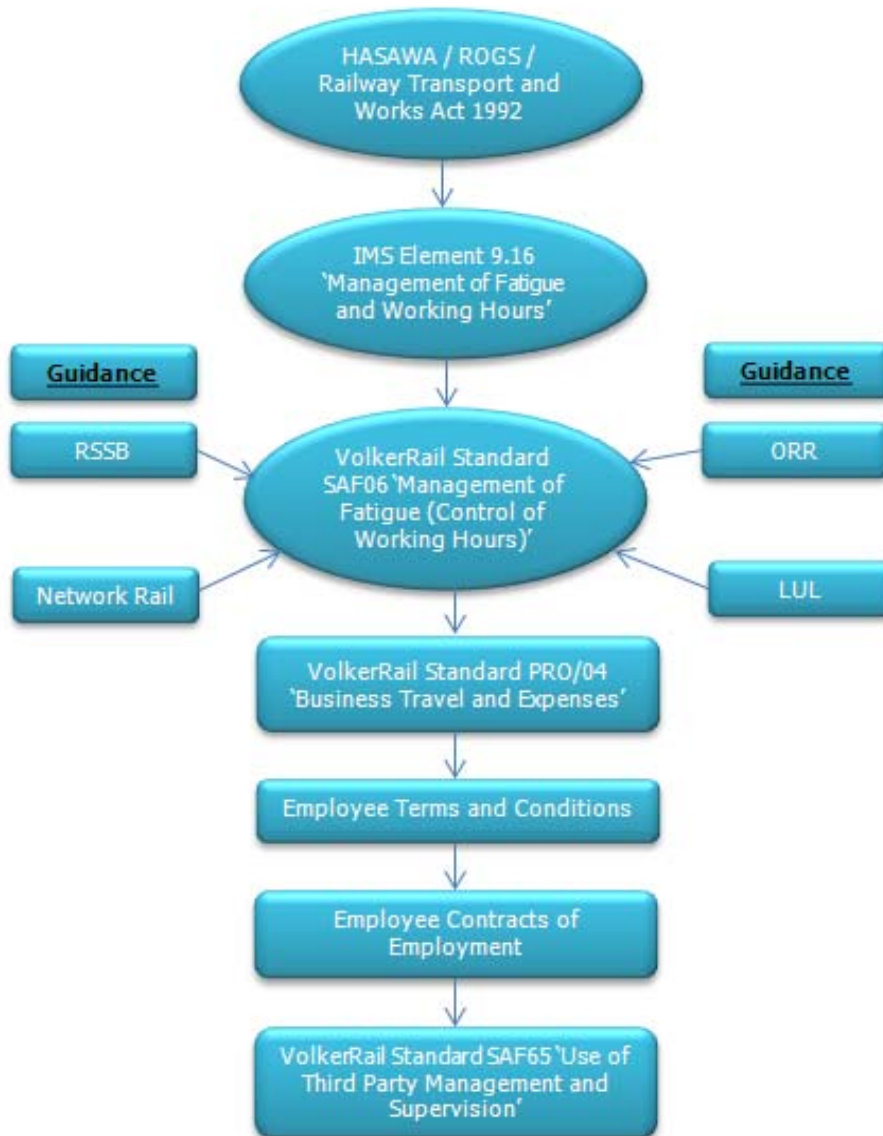 HASAWA / ROGS /
Railway Transport and
Works Act 1992
IMS Element 9.16
‘Management of Fatigue
and Working Hours’
Guidance
RSSB
Network Rail
VolkerRail Standard
SAF06 ‘Management of
Fatigue (Control of
Working Hours)’
Guidance
ORR
LUL
VolkerRail Standard PRO/04
‘Business Travel and Expenses’
Employee Terms and Conditions
Employee Contracts of
Employment
VolkerRail Standard SAF65 ‘Use of
Third Party Management and
Supervision’